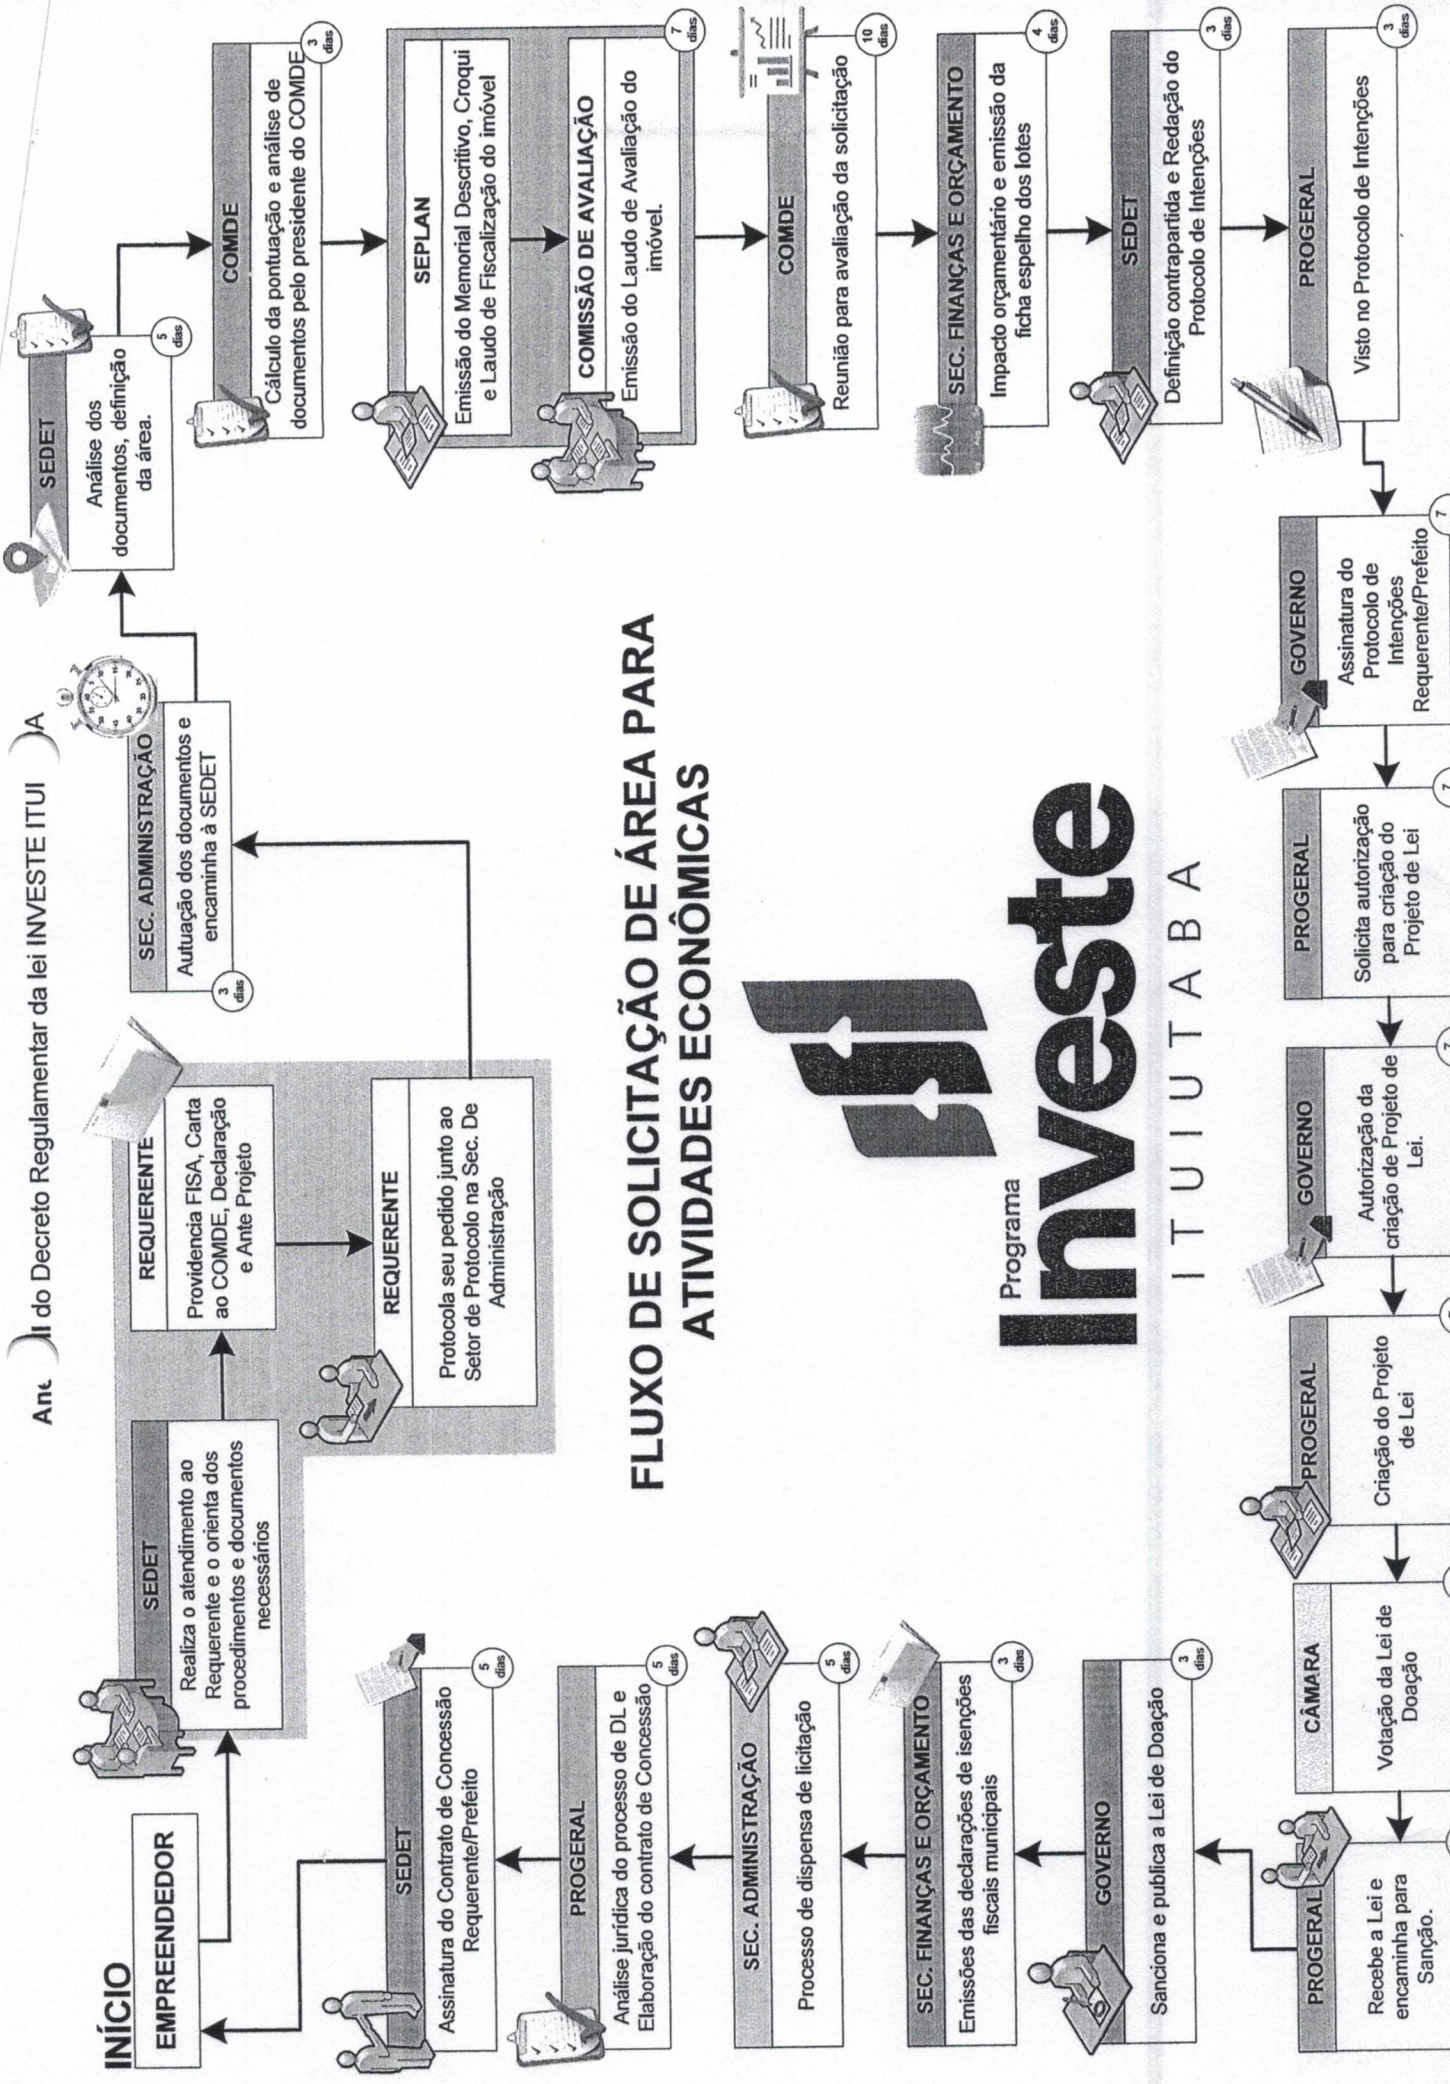 Ane
II do Decreto Regulamentar da lei INVESTE ITUI
BA
INÍCIO
EMPREENDEDOR
SEDET
Realiza o atendimento ao
Requerente e o orienta dos
procedimentos e documentos
necessários
REQUERENTE
Providencia FISA, Carta
ao COMDE, Declaração
e Ante Projeto
REQUERENTE
Protocola seu pedido junto ao
Setor de Protocolo na Sec. De
Administração
SEC. ADMINISTRAÇÃO
Autuação dos documentos e
encaminha à SEDET
3
dias
SEDET
Análise dos
documentos, definição
da área.
5
dias
COMDE
Cálculo da pontuação e análise de
documentos pelo presidente do COMDE
3
dias
SEPLAN
Emissão do Memorial Descritivo, Croqui
e Laudo de Fiscalização do imóvel
COMISSÃO DE AVALIAÇÃO
Emissão do Laudo de Avaliação do
imóvel.
7
dias
COMDE
Reunião para avaliação da solicitação
10
dias
SEC. FINANÇAS E ORÇAMENTO
Impacto orçamentário e emissão da
ficha espelho dos lotes
4
dias
SEDET
Definição contrapartida e Redação do
Protocolo de Intenções
3
dias
PROGERAL
Visto no Protocolo de Intenções
3
dias
GOVERNO
Assinatura do
Protocolo de
Intenções
Requerente/Prefeito
7
PROGERAL
Solicita autorização
para criação do
Projeto de Lei
7
GOVERNO
Autorização da
criação de Projeto de
Lei.
PROGERAL
Criação do Projeto
de Lei
CÂMARA
Votação da Lei de
Doação
PROGERAL
Recebe a Lei e
encaminha para
Sanção.
GOVERNO
Sanciona e publica a Lei de Doação
3
dias
SEC. FINANÇAS E ORÇAMENTO
Emissões das declarações de isenções
fiscais municipais
3
dias
SEC. ADMINISTRAÇÃO
Processo de dispensa de licitação
5
dias
PROGERAL
Análise jurídica do processo de DL e
Elaboração do contrato de Concessão
5
dias
SEDET
Assinatura do Contrato de Concessão
Requerente/Prefeito
5
dias
FLUXO DE SOLICITAÇÃO DE ÁREA PARA
ATIVIDADES ECONÔMICAS
Programa
Investe
ITUIUTABA